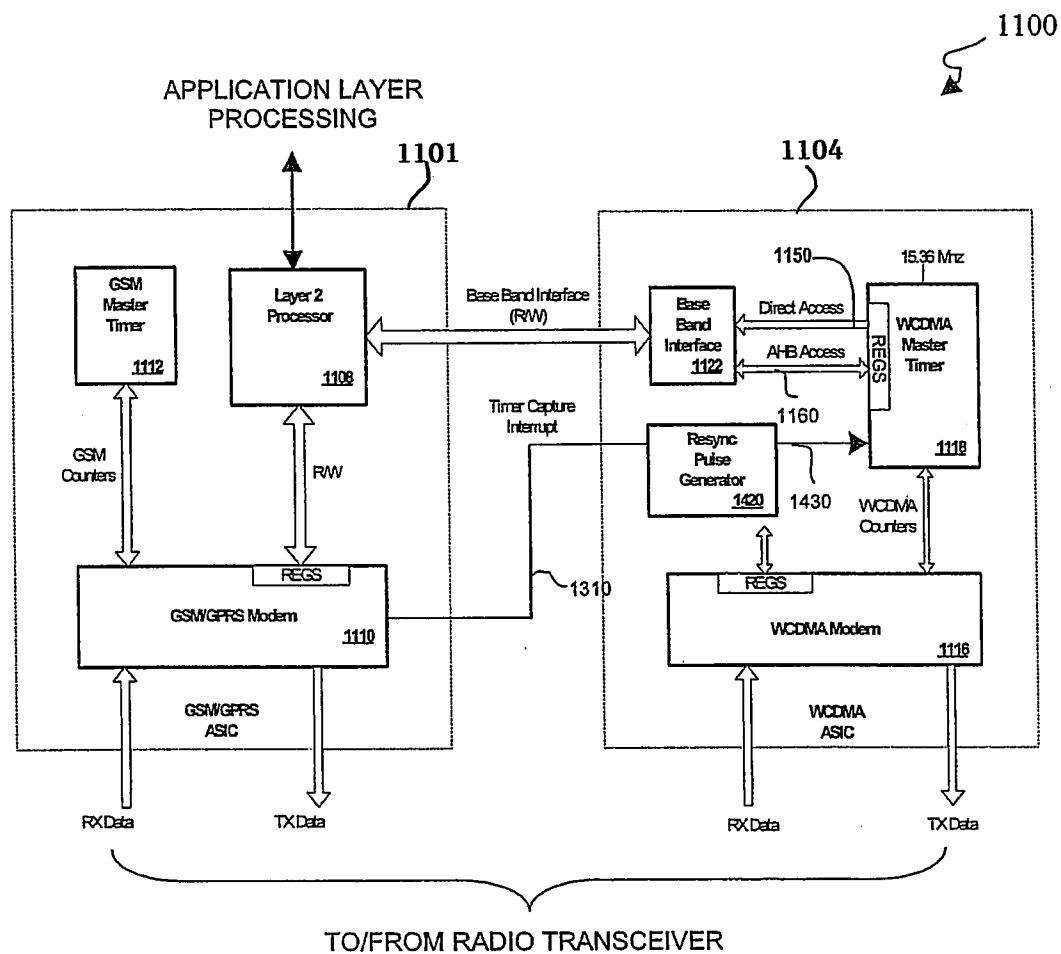 1100
APPLICATION LAYER
PROCESSING
1101
1104
GSM
Master
Timer
1112
Layer 2
Processor
1108
Base Band Interface
(R/W)
Base
Band
Interface
1122
1150
Direct Access
AHB Access
1160
15.36 Mhz
REGS
WCDMA
Master
Timer
1118
GSM
Counters
R/W
Timer Capture
Interrupt
Resync
Pulse
Generator
1420
1430
WCDMA
Counters
REGS
GSM/GPRS Modem
1110
1310
REGS
WCDMA Modem
1116
GSM/GPRS
ASIC
WCDMA
ASIC
RX Data
TX Data
RX Data
TX Data
TO/FROM RADIO TRANSCEIVER